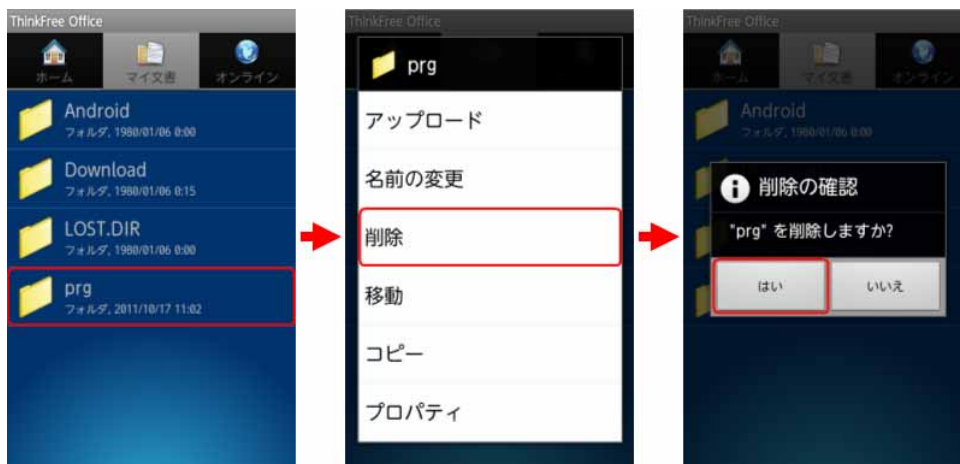 ThinkFree Office
ホーム
マイ文書
オンライン
Android
フォルダ, 1980/01/06 0:00
Download
フォルダ, 1980/01/06 0:15
LOST.DIR
フォルダ, 1980/01/06 0:00
prg
フォルダ, 2011/10/17 11:02
ThinkFree Office
prg
アップロード
名前の変更
削除
移動
コピー
プロパティ
ThinkFree Office
ホーム
マイ文書
オンライン
Android
フォルダ, 1980/01/06 0:00
削除の確認
"prg" を削除しますか?
はい
いいえ